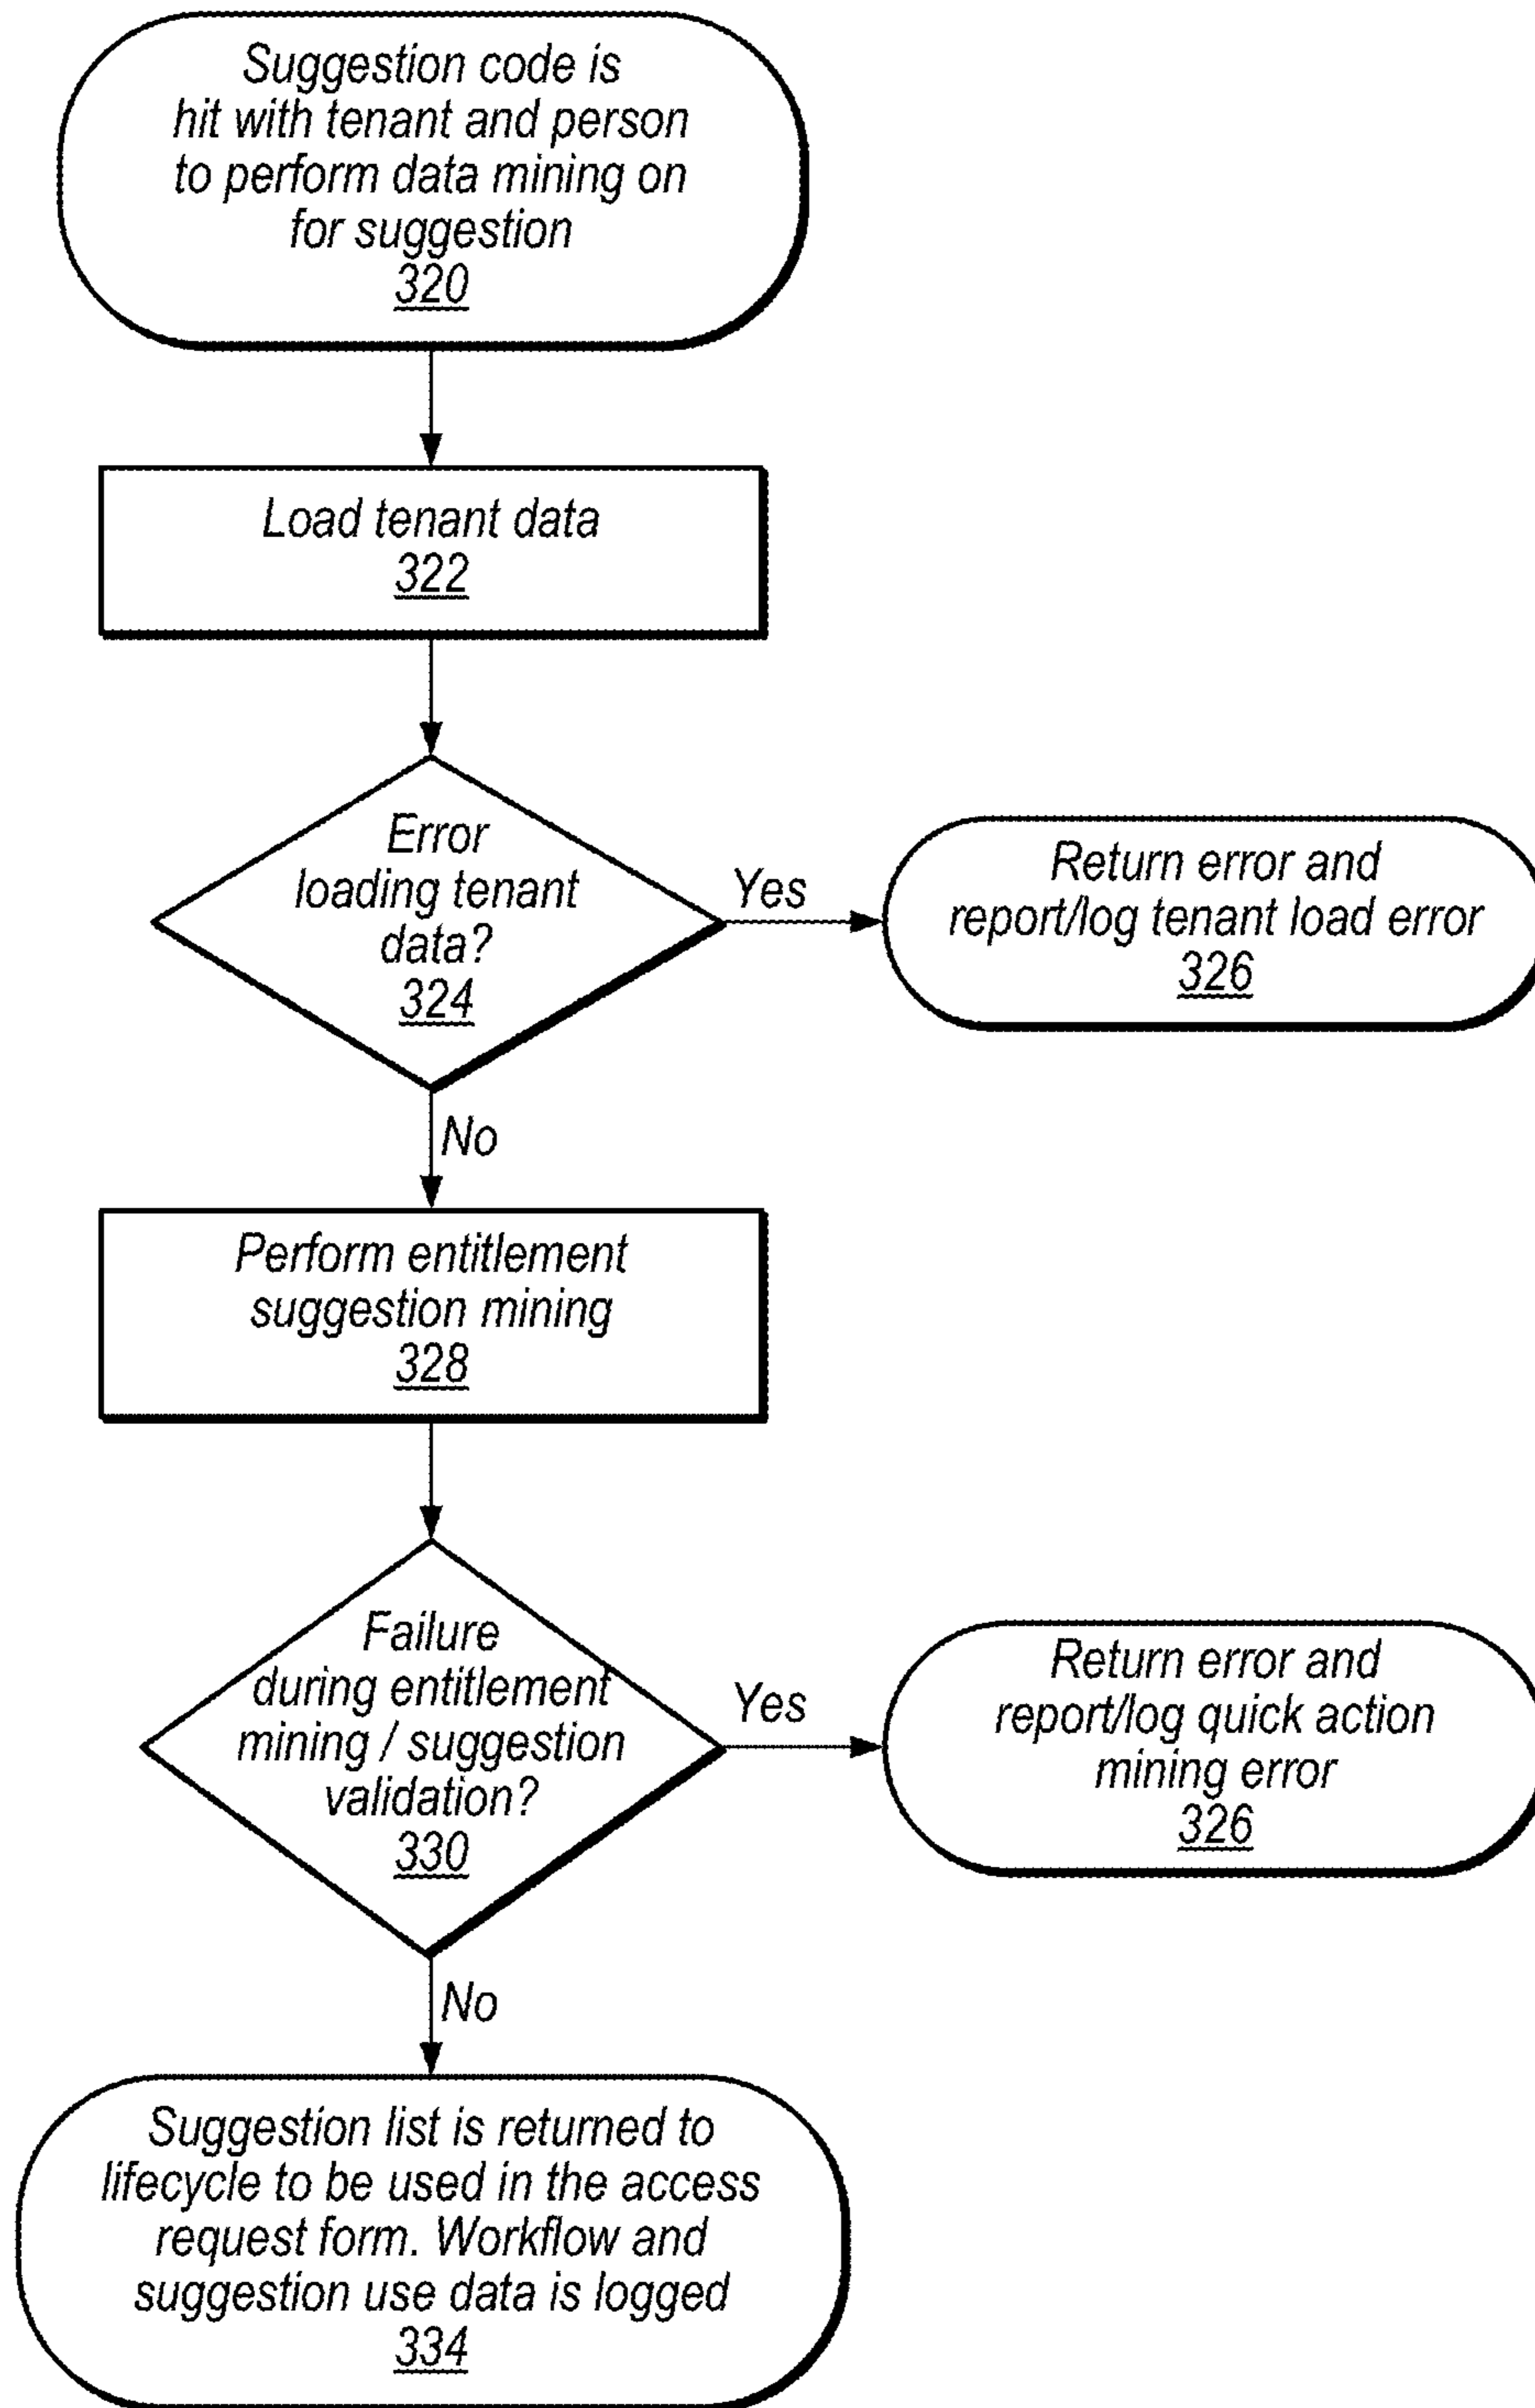 Suggestion code is
hit with tenant and person
to perform data mining on
for suggestion
320
Load tenant data
322
Error
loading tenant
data?
324
Yes
Return error and
report/log tenant load error
326
No
Perform entitlement
suggestion mining
328
Failure
during entitlement
mining / suggestion
validation?
330
Yes
Return error and
report/log quick action
mining error
326
No
Suggestion list is returned to
lifecycle to be used in the access
request form. Workflow and
suggestion use data is logged
334